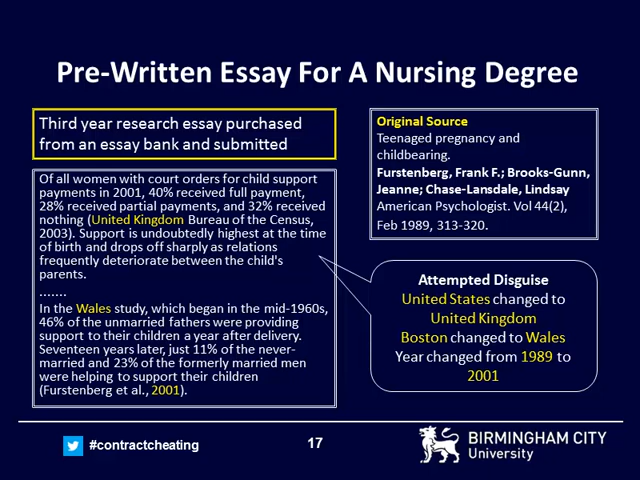 Pre-Written Essay For A Nursing Degree
Third year research essay purchased
from an essay bank and submitted
Of all women with court orders for child support
payments in 2001, 40% received full payment,
28% received partial payments, and 32% received
nothing (United Kingdom Bureau of the Census,
2003). Support is undoubtedly highest at the time
of birth and drops off sharply as relations
frequently deteriorate between the child's
parents.
.......
In the Wales study, which began in the mid-1960s,
46% of the unmarried fathers were providing
support to their children a year after delivery.
Seventeen years later, just 11% of the never-
married and 23% of the formerly married men
were helping to support their children
(Furstenberg et al., 2001).
Original Source
Teenaged pregnancy and
childbearing.
Furstenberg, Frank F.; Brooks-Gunn,
Jeanne; Chase-Lansdale, Lindsay
American Psychologist. Vol 44(2),
Feb 1989, 313-320.
Attempted Disguise
United States changed to
United Kingdom
Boston changed to Wales
Year changed from 1989 to
2001
#contractcheating
17
BIRMINGHAM CITY
University